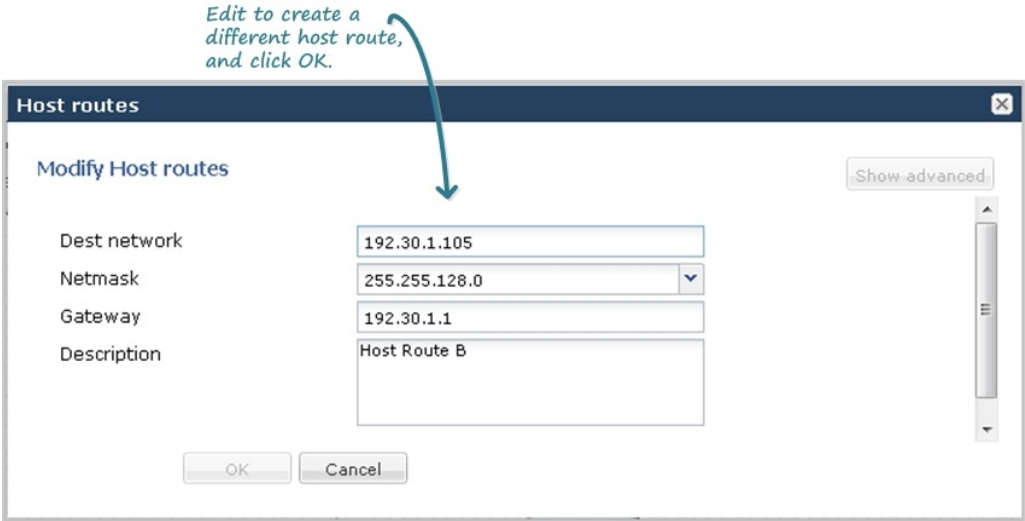 Edit to create a
different host route,
and click OK.
Host routes
Modify Host routes
Show advanced
Dest network
192.30.1.105
Netmask
255.255.128.0
Gateway
192.30.1.1
Description
Host Route B
OK
Cancel